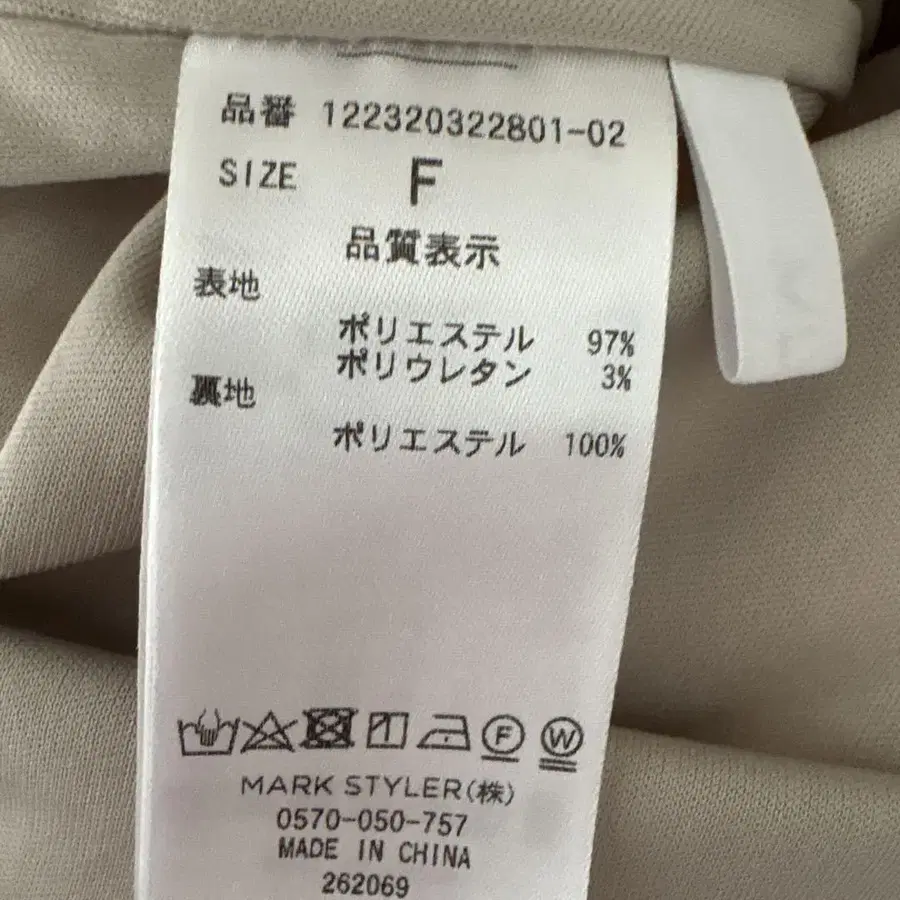 品番 122320322801-02
SIZE F
品質表示
表地
ポリエステル 97%
ポリウレタン 3%
裏地
ポリエステル 100%
F W
MARK STYLER(株)
0570-050-757
MADE IN CHINA
262069